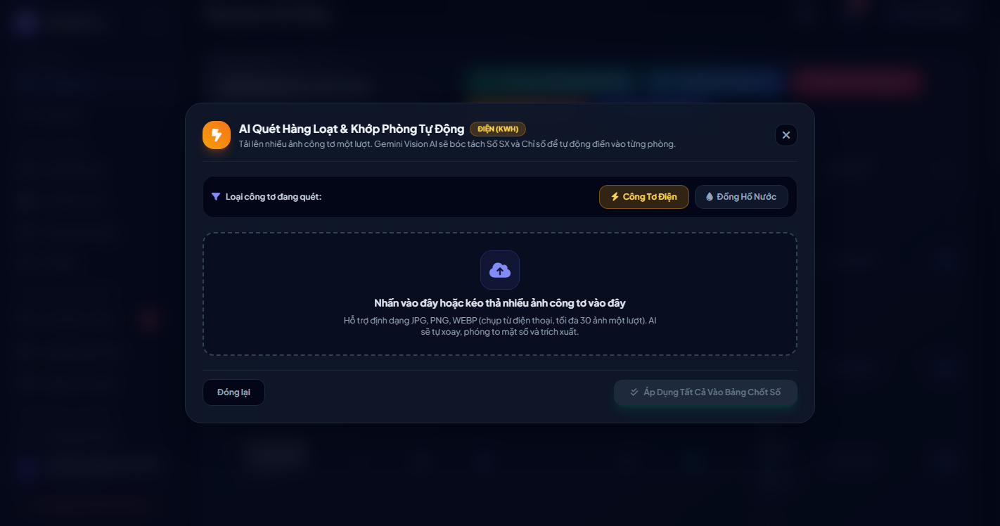 AI Quét Hàng Loạt & Khớp Phòng Tự Động ĐIỆN (KWH)
Tải lên nhiều ảnh công tơ một lượt. Gemini Vision AI sẽ bóc tách Số SX và Chỉ số để tự động điền vào từng phòng.
Loại công tơ đang quét: Công Tơ Điện Đồng Hồ Nước
Nhấn vào đây hoặc kéo thả nhiều ảnh công tơ vào đây
Hỗ trợ định dạng JPG, PNG, WEBP (chụp từ điện thoại, tối đa 30 ảnh một lượt). AI
sẽ tự xoay, phóng to mặt số và trích xuất.
Đóng lại Áp Dụng Tất Cả Vào Bảng Chốt Số